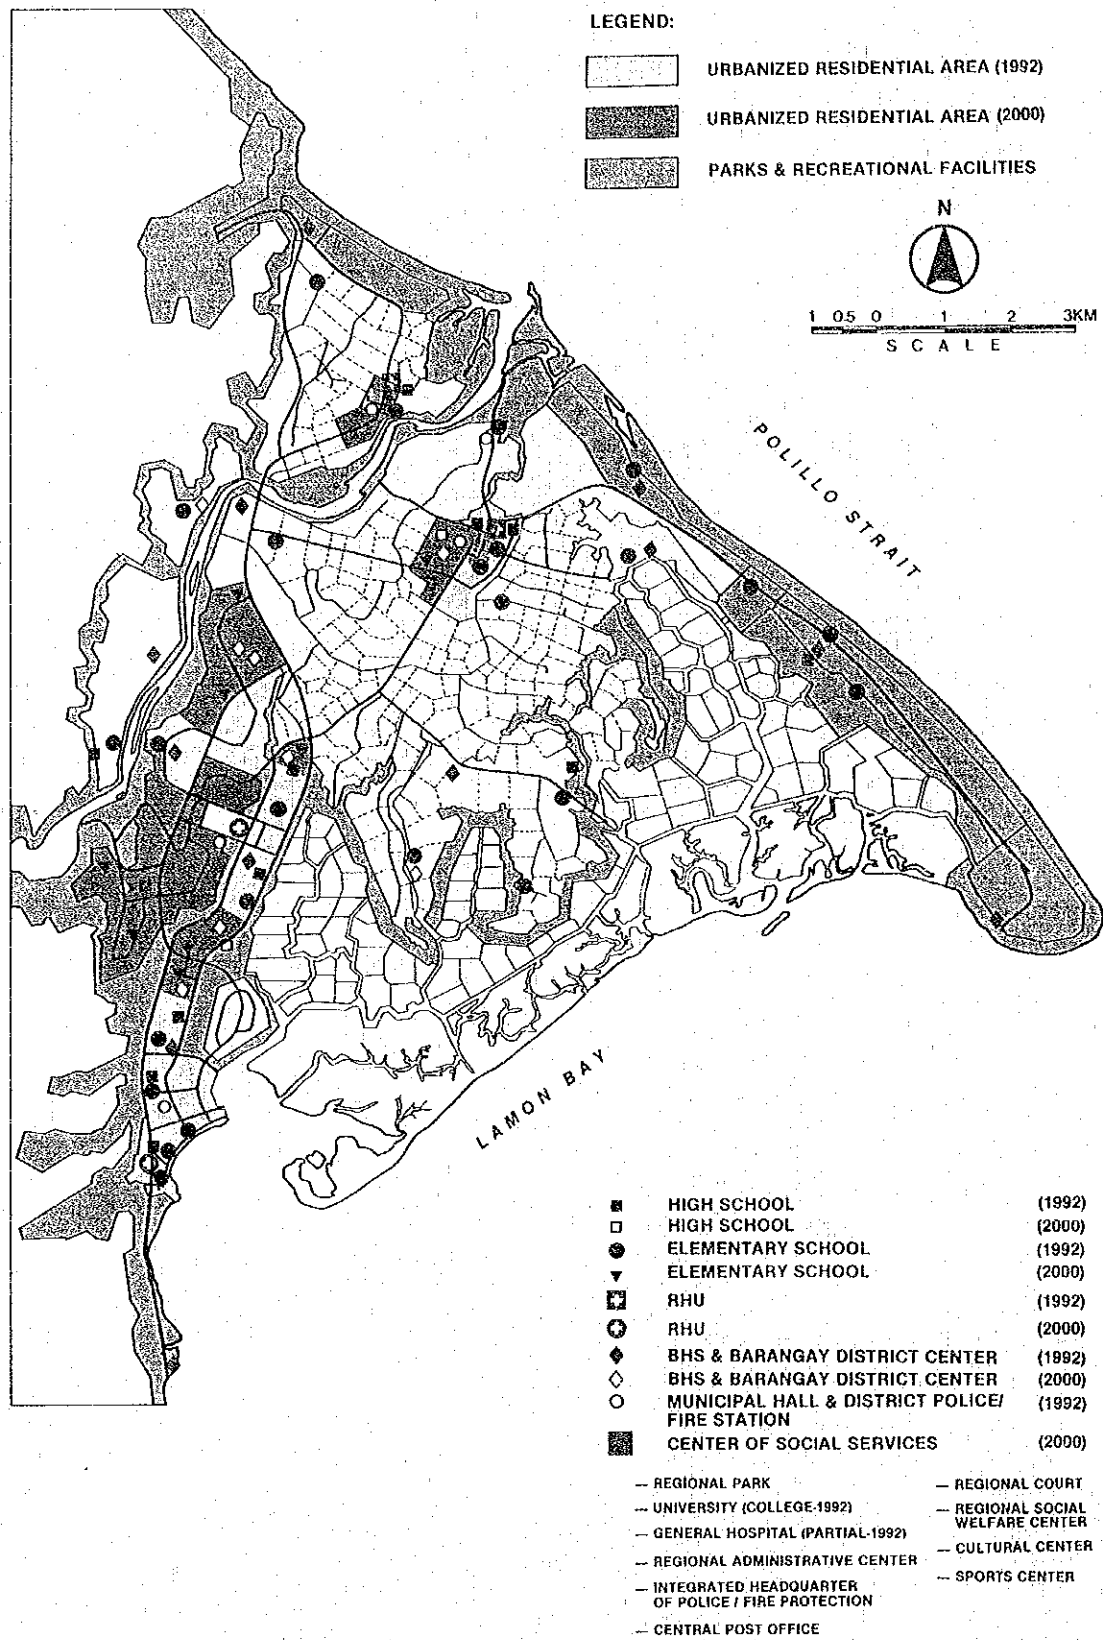 LEGEND:
URBANIZED RESIDENTIAL AREA (1992)
URBANIZED RESIDENTIAL AREA (2000)
PARKS & RECREATIONAL FACILITIES
N
1 0.5 0 1 2 3KM
SCALE
POLILLO STRAIT
LAMON BAY
HIGH SCHOOL (1992)
HIGH SCHOOL (2000)
ELEMENTARY SCHOOL (1992)
ELEMENTARY SCHOOL (2000)
RHU (1992)
RHU (2000)
BHS & BARANGAY DISTRICT CENTER (1992)
BHS & BARANGAY DISTRICT CENTER (2000)
MUNICIPAL HALL & DISTRICT POLICE/ (1992)
FIRE STATION
CENTER OF SOCIAL SERVICES (2000)
— REGIONAL PARK
— UNIVERSITY (COLLEGE-1992)
— GENERAL HOSPITAL (PARTIAL-1992)
— REGIONAL ADMINISTRATIVE CENTER
— INTEGRATED HEADQUARTER
OF POLICE / FIRE PROTECTION
— CENTRAL POST OFFICE
— REGIONAL COURT
— REGIONAL SOCIAL
WELFARE CENTER
— CULTURAL CENTER
— SPORTS CENTER